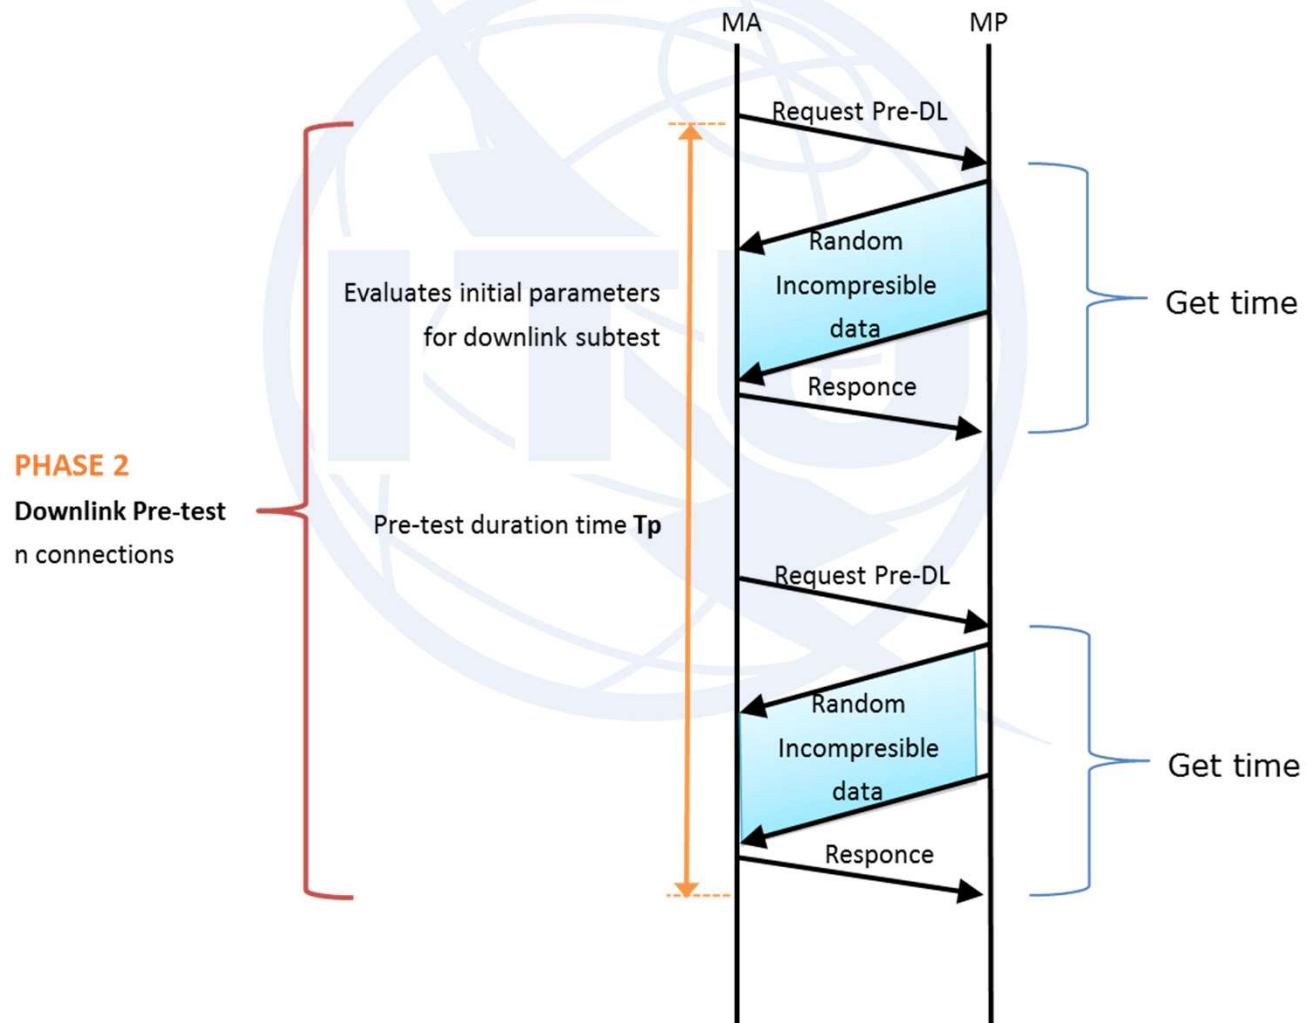 MA
MP
Request Pre-DL
Random
Incompresible
data
Evaluates initial parameters
for downlink subtest
Get time
Responce
ITU
PHASE 2
Downlink Pre-test
n connections
Pre-test duration time Tp
Request Pre-DL
Random
Incompresible
data
Get time
Responce